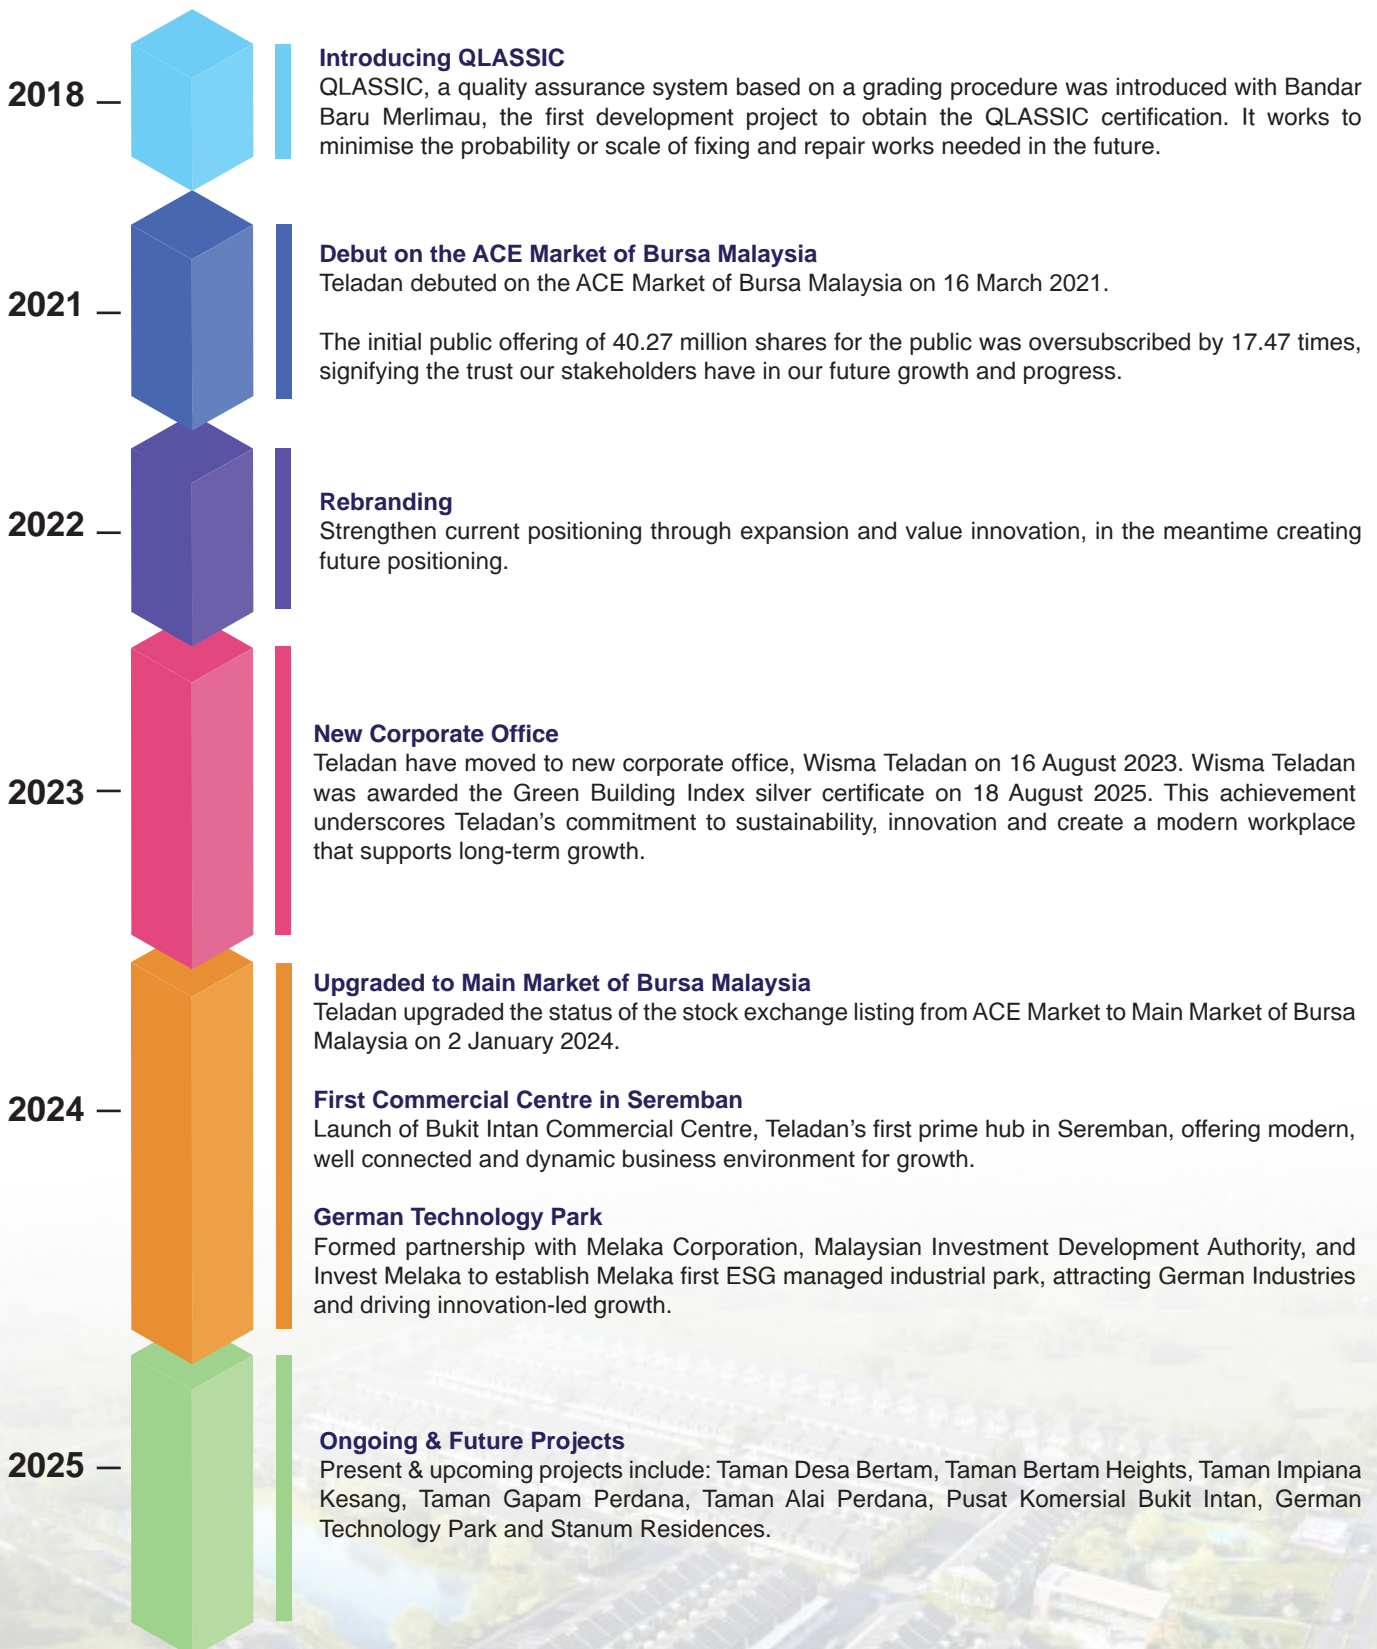 2018
Introducing QLASSIC
QLASSIC, a quality assurance system based on a grading procedure was introduced with Bandar
Baru Merlimau, the first development project to obtain the QLASSIC certification. It works to
minimise the probability or scale of fixing and repair works needed in the future.
2021
Debut on the ACE Market of Bursa Malaysia
Teladan debuted on the ACE Market of Bursa Malaysia on 16 March 2021.
The initial public offering of 40.27 million shares for the public was oversubscribed by 17.47 times,
signifying the trust our stakeholders have in our future growth and progress.
2022
Rebranding
Strengthen current positioning through expansion and value innovation, in the meantime creating
future positioning.
2023
New Corporate Office
Teladan have moved to new corporate office, Wisma Teladan on 16 August 2023. Wisma Teladan
was awarded the Green Building Index silver certificate on 18 August 2025. This achievement
underscores Teladan’s commitment to sustainability, innovation and create a modern workplace
that supports long-term growth.
2024
Upgraded to Main Market of Bursa Malaysia
Teladan upgraded the status of the stock exchange listing from ACE Market to Main Market of Bursa
Malaysia on 2 January 2024.
First Commercial Centre in Seremban
Launch of Bukit Intan Commercial Centre, Teladan’s first prime hub in Seremban, offering modern,
well connected and dynamic business environment for growth.
German Technology Park
Formed partnership with Melaka Corporation, Malaysian Investment Development Authority, and
Invest Melaka to establish Melaka first ESG managed industrial park, attracting German Industries
and driving innovation-led growth.
2025
Ongoing & Future Projects
Present & upcoming projects include: Taman Desa Bertam, Taman Bertam Heights, Taman Impiana
Kesang, Taman Gapam Perdana, Taman Alai Perdana, Pusat Komersial Bukit Intan, German
Technology Park and Stanum Residences.